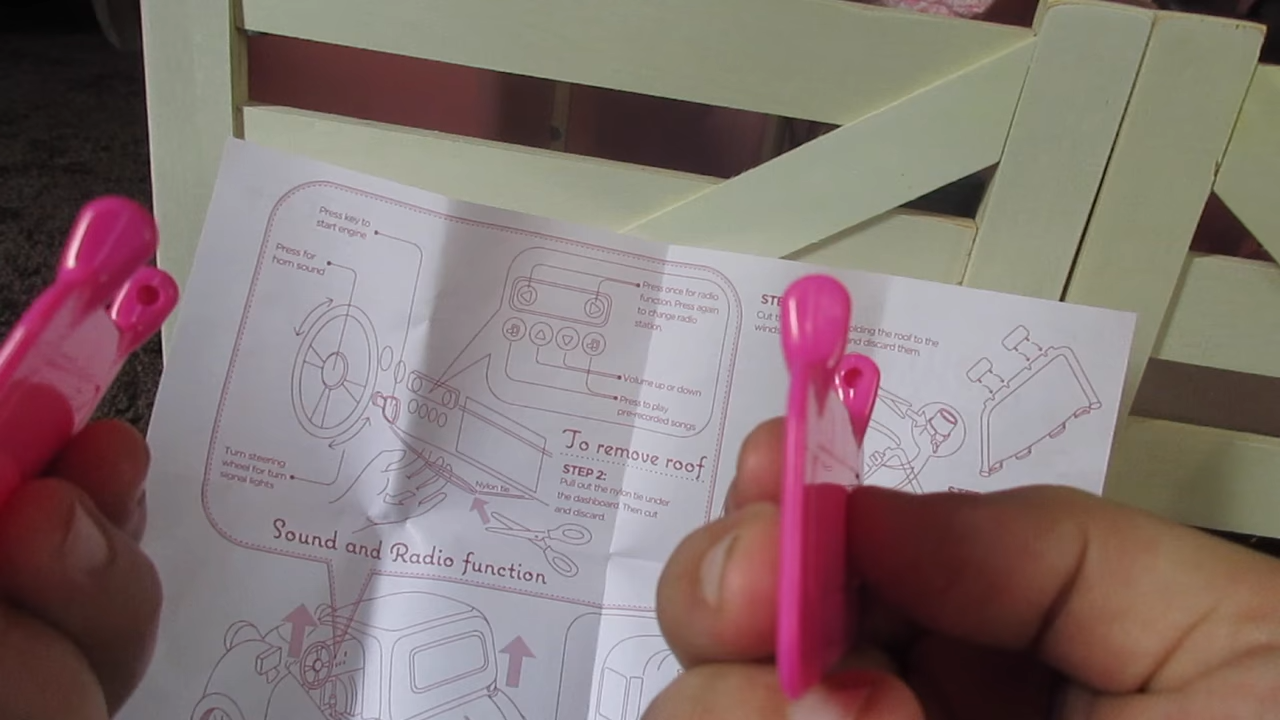 Press key to
start engine
Press for
horn sound
Press once for radio
function. Press again
to change radio
station.
Volume up or down
Press to play
pre-recorded songs
Turn steering
wheel for turn
signal lights
Nylon tie
To remove roof
STEP 2:
Pull out the nylon tie under
the dashboard. Then cut
and discard.
Sound and Radio function
Cut
olding the roof to the
and discard them.